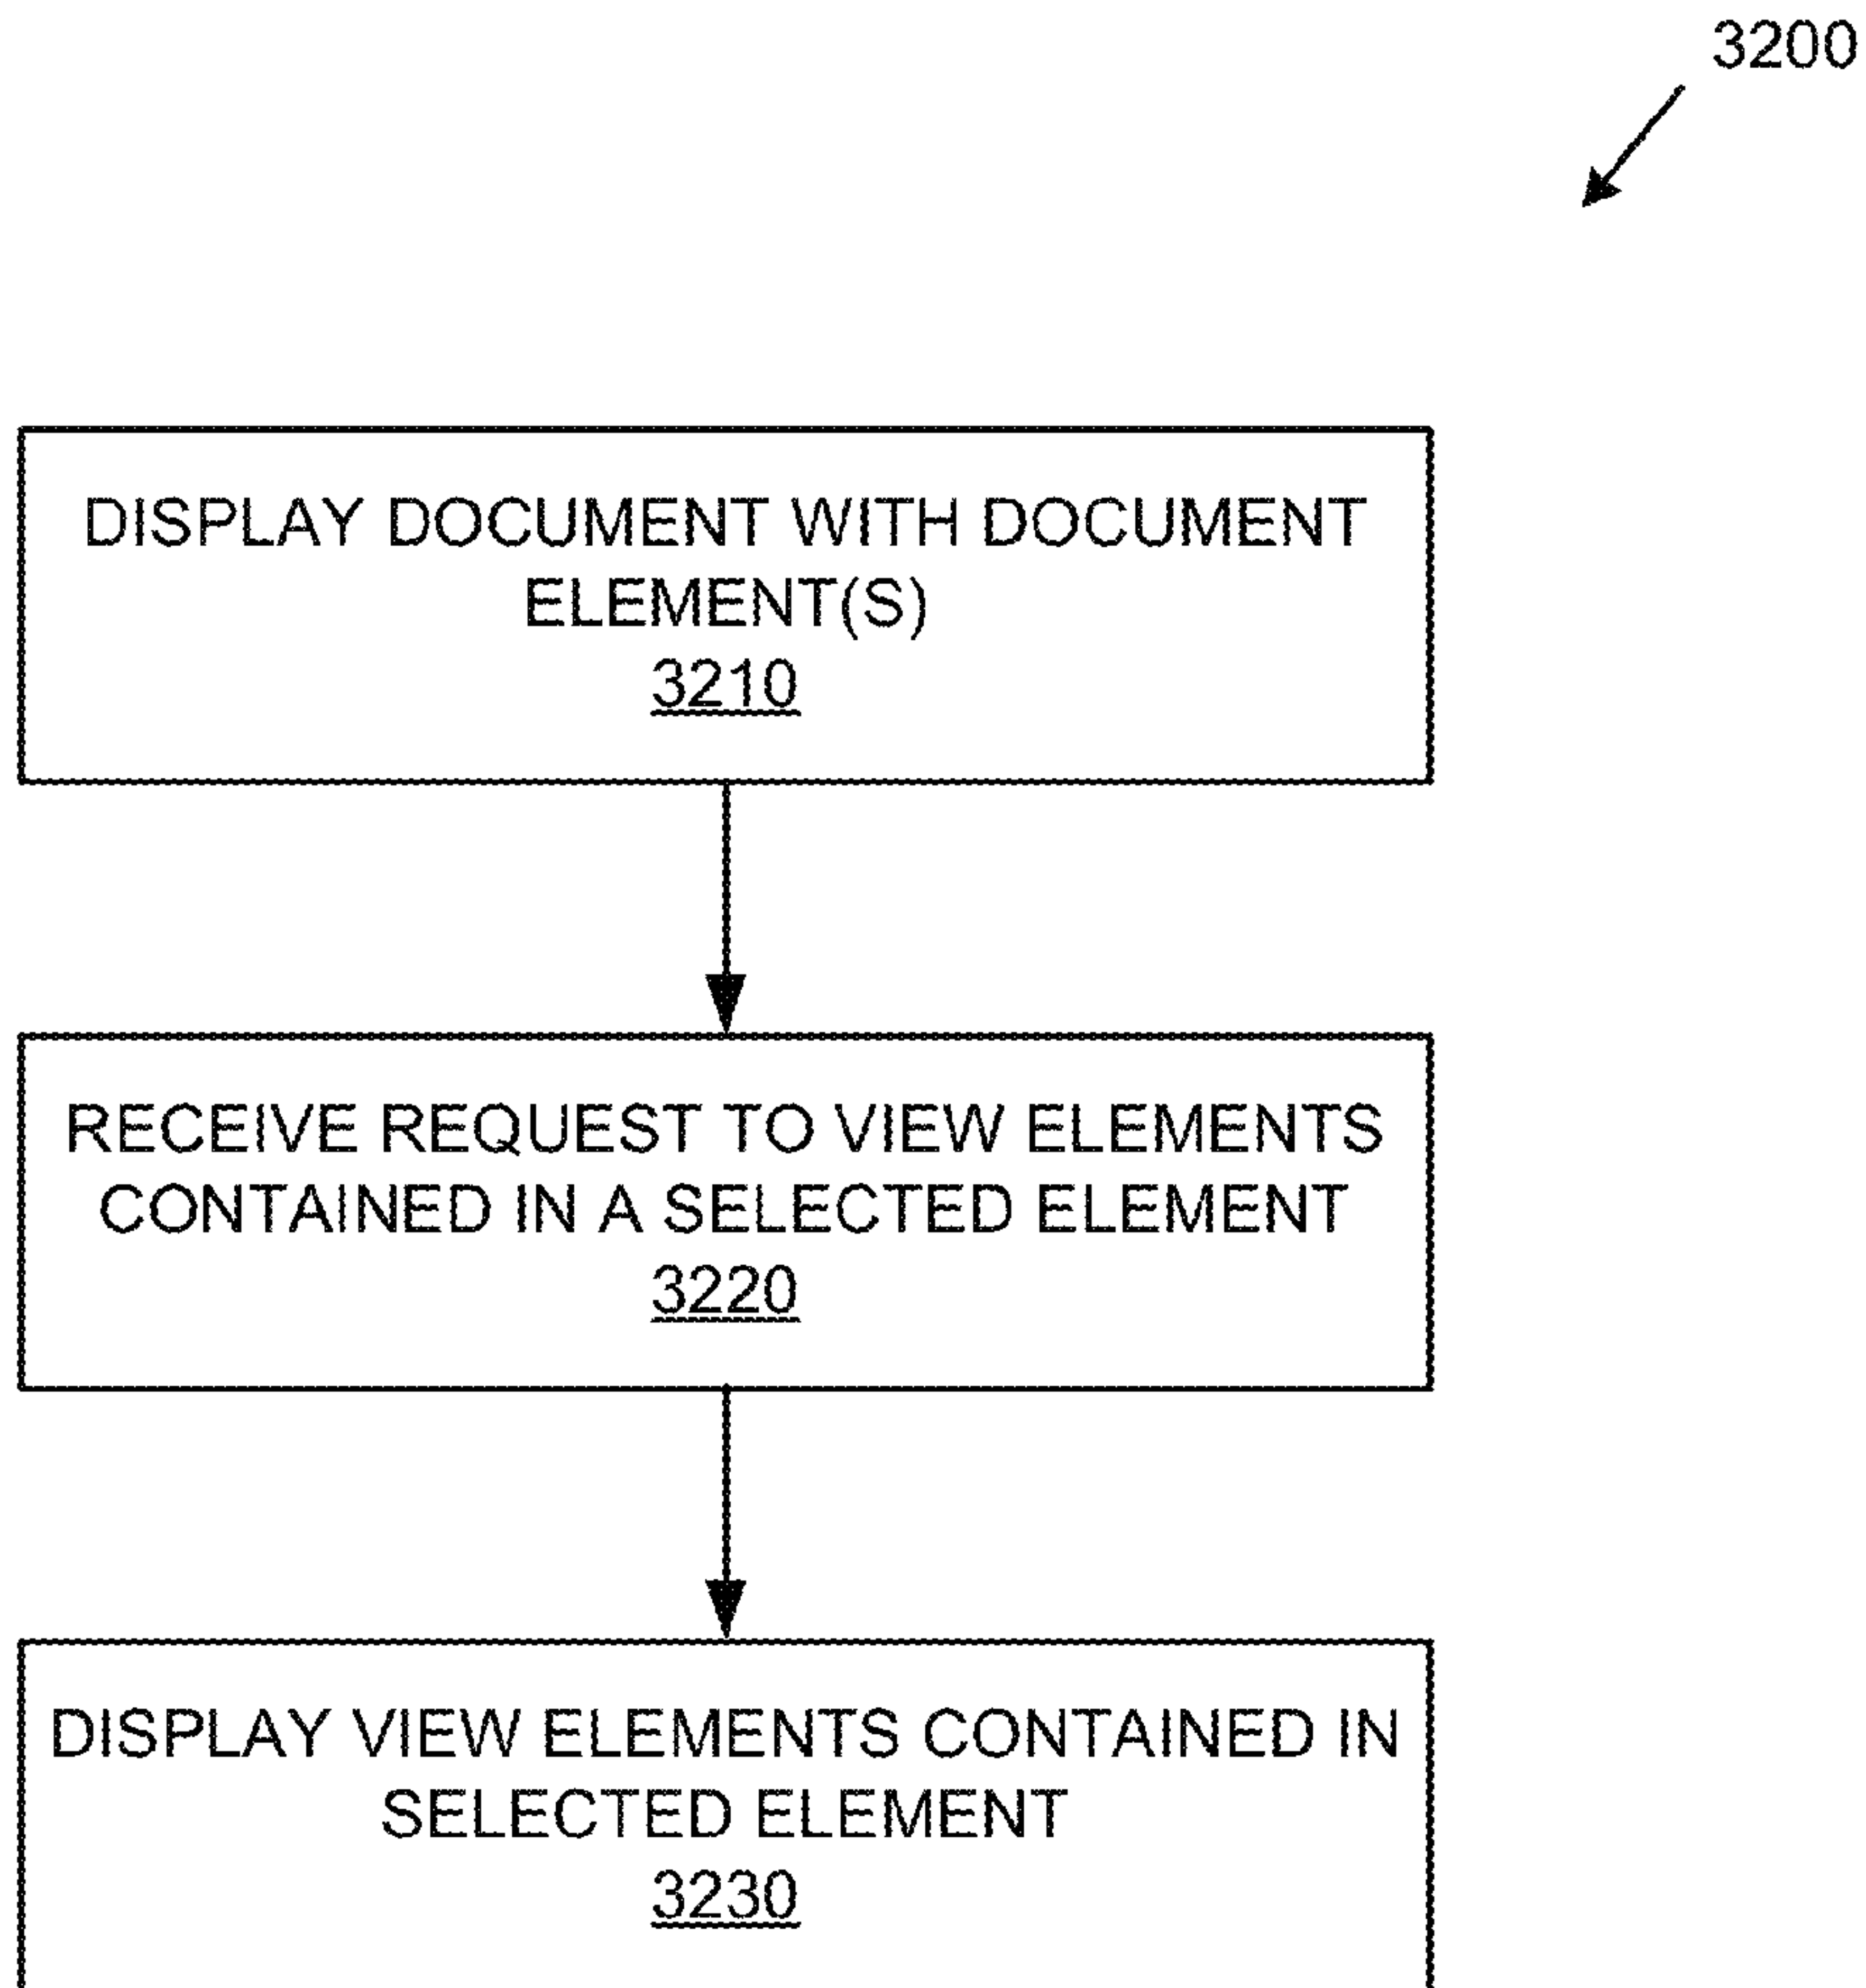 3200
DISPLAY DOCUMENT WITH DOCUMENT
ELEMENT(S)
3210
RECEIVE REQUEST TO VIEW ELEMENTS
CONTAINED IN A SELECTED ELEMENT
3220
DISPLAY VIEW ELEMENTS CONTAINED IN
SELECTED ELEMENT
3230